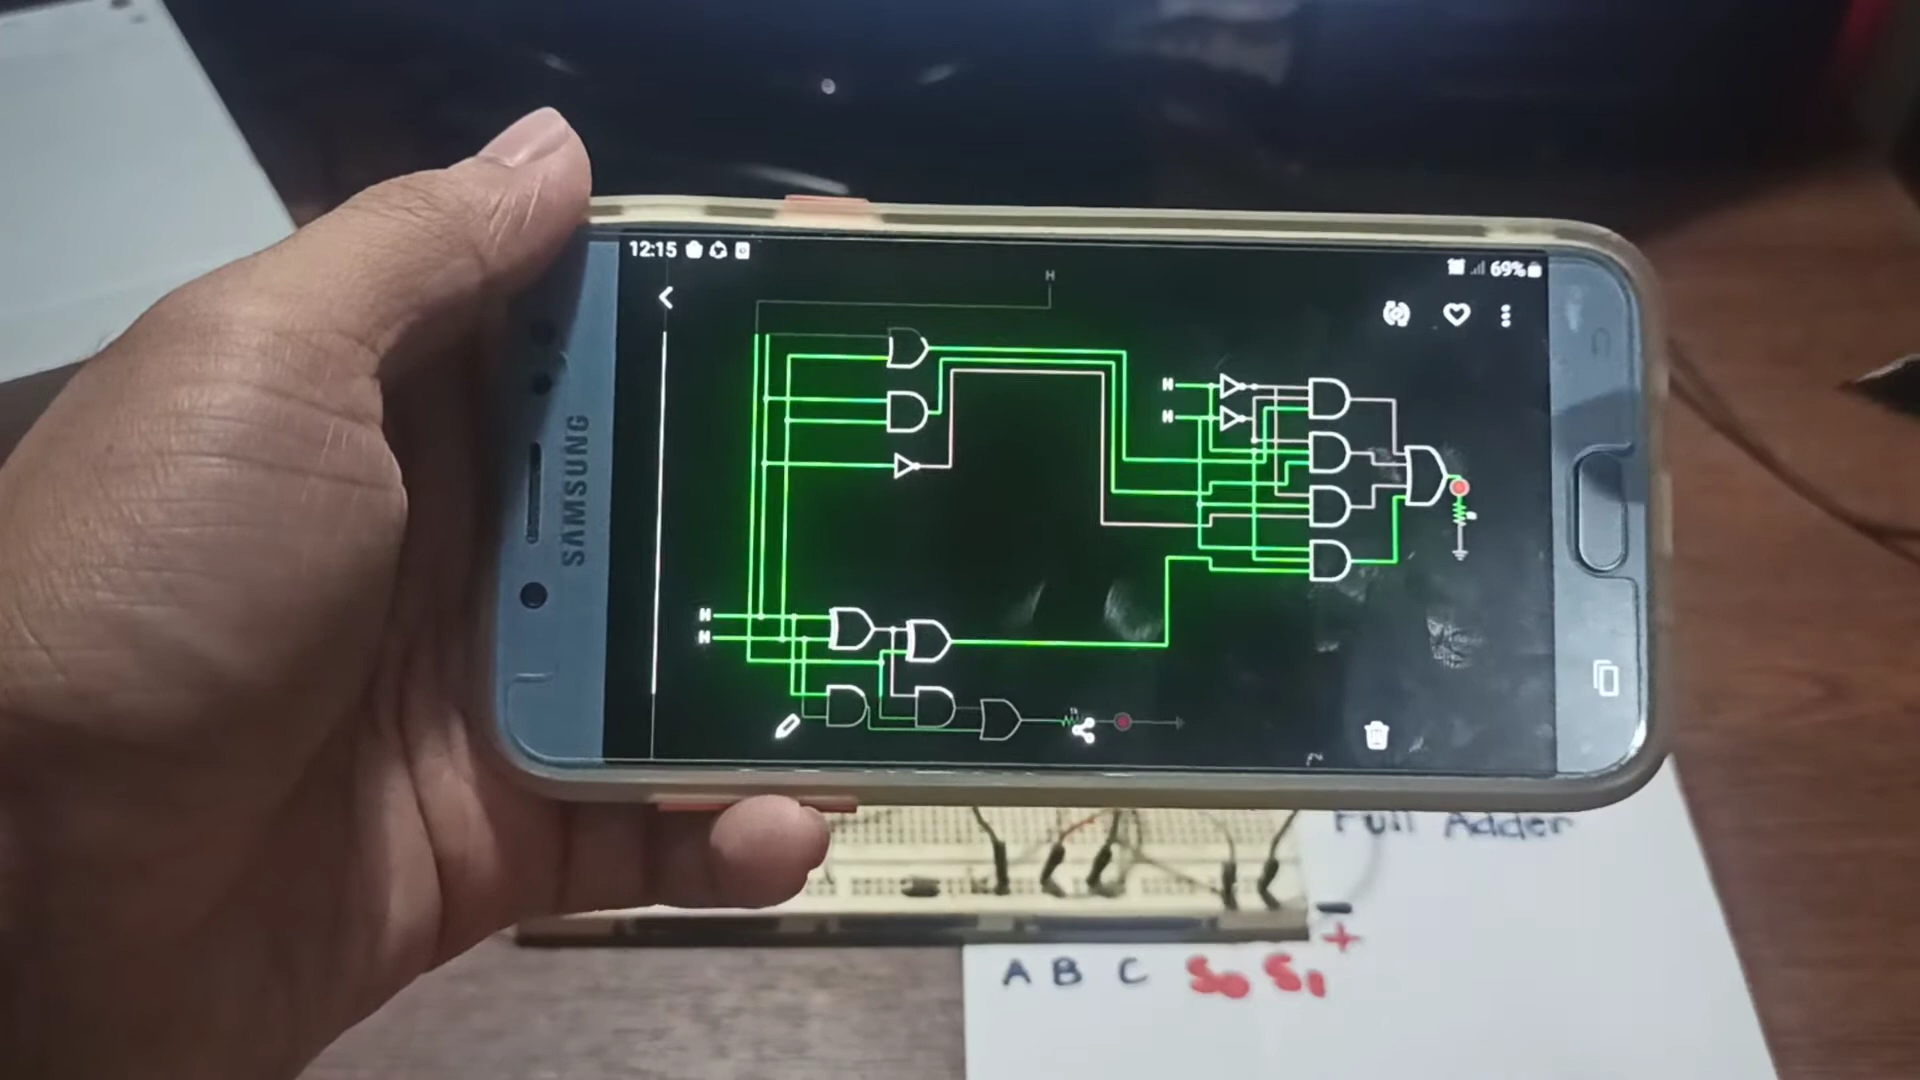 12:15
69%
H
H
H
H
H
SAMSUNG
Full Adder
-
+
A B C S0 S1